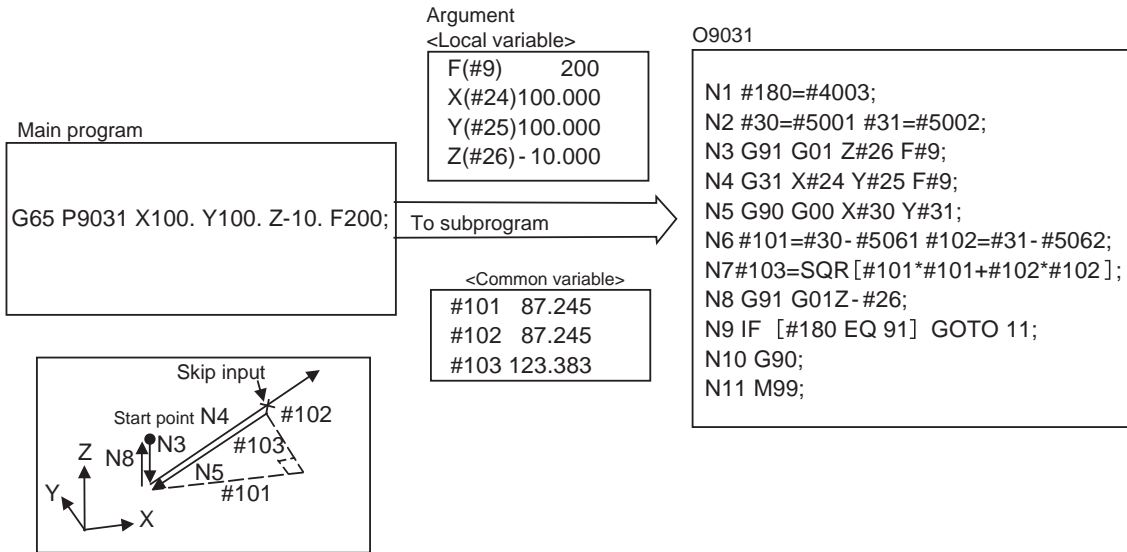 Main program
G65 P9031 X100. Y100. Z-10. F200;
Argument
<Local variable>
F(#9) 200
X(#24)100.000
Y(#25)100.000
Z(#26)-10.000
To subprogram
<Common variable>
#101 87.245
#102 87.245
#103 123.383
O9031
N1 #180=#4003;
N2 #30=#5001 #31=#5002;
N3 G91 G01 Z#26 F#9;
N4 G31 X#24 Y#25 F#9;
N5 G90 G00 X#30 Y#31;
N6 #101=#30-#5061 #102=#31-#5062;
N7#103=SQR[#101*#101+#102*#102];
N8 G91 G01Z-#26;
N9 IF [#180 EQ 91] GOTO 11;
N10 G90;
N11 M99;
Skip input
Start point N4
#102
N3
#103
Z
N8
N5
#101
Y
X